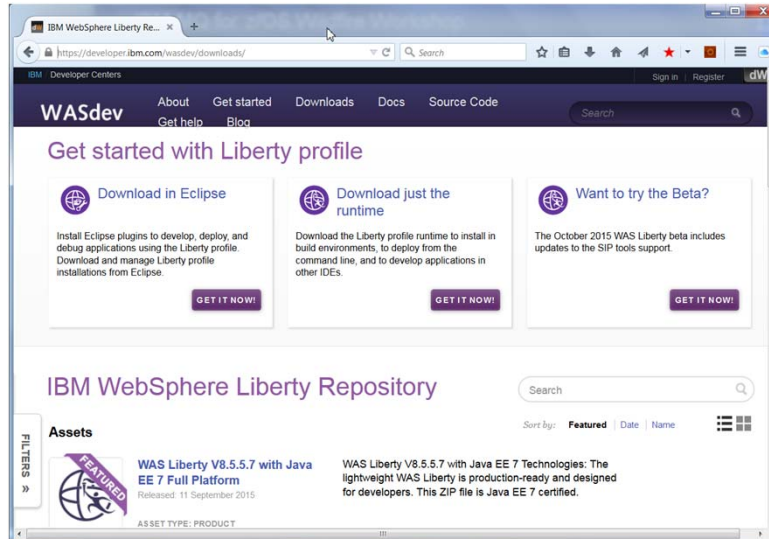 IBM WebSphere Liberty Re...
https://developer.ibm.com/wasdev/downloads/
Search
IBM Developer Centers
Sign in | Register
dW
WASdev
About Get started Downloads Docs Source Code
Get help Blog
Search
Get started with Liberty profile
Download in Eclipse
Install Eclipse plugins to develop, deploy, and
debug applications using the Liberty profile.
Download and manage Liberty profile
installations from Eclipse.
GET IT NOW!
Download just the
runtime
Download the Liberty profile runtime to install in
build environments, to deploy from the
command line, and to develop applications in
other IDEs.
GET IT NOW!
Want to try the Beta?
The October 2015 WAS Liberty beta includes
updates to the SIP tools support.
GET IT NOW!
IBM WebSphere Liberty Repository
Search
Assets
Sort by: Featured | Date | Name
FILTERS
FEATURED
WAS Liberty V8.5.5.7 with Java
EE 7 Full Platform
Released: 11 September 2015
ASSET TYPE: PRODUCT
WAS Liberty V8.5.5.7 with Java EE 7 Technologies: The
lightweight WAS Liberty is production-ready and designed
for developers. This ZIP file is Java EE 7 certified.